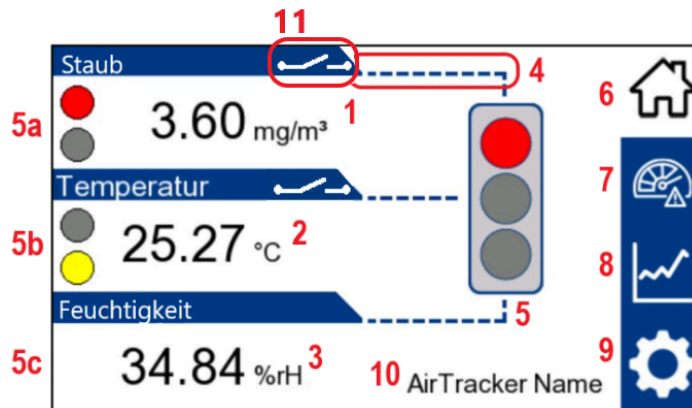 11
Staub
4
6
5a
3.60 mg/m³
1
7
Temperatur
5b
25.27 °C
2
8
Feuchtigkeit
5
9
5c
34.84 %rH
3
10
AirTracker Name